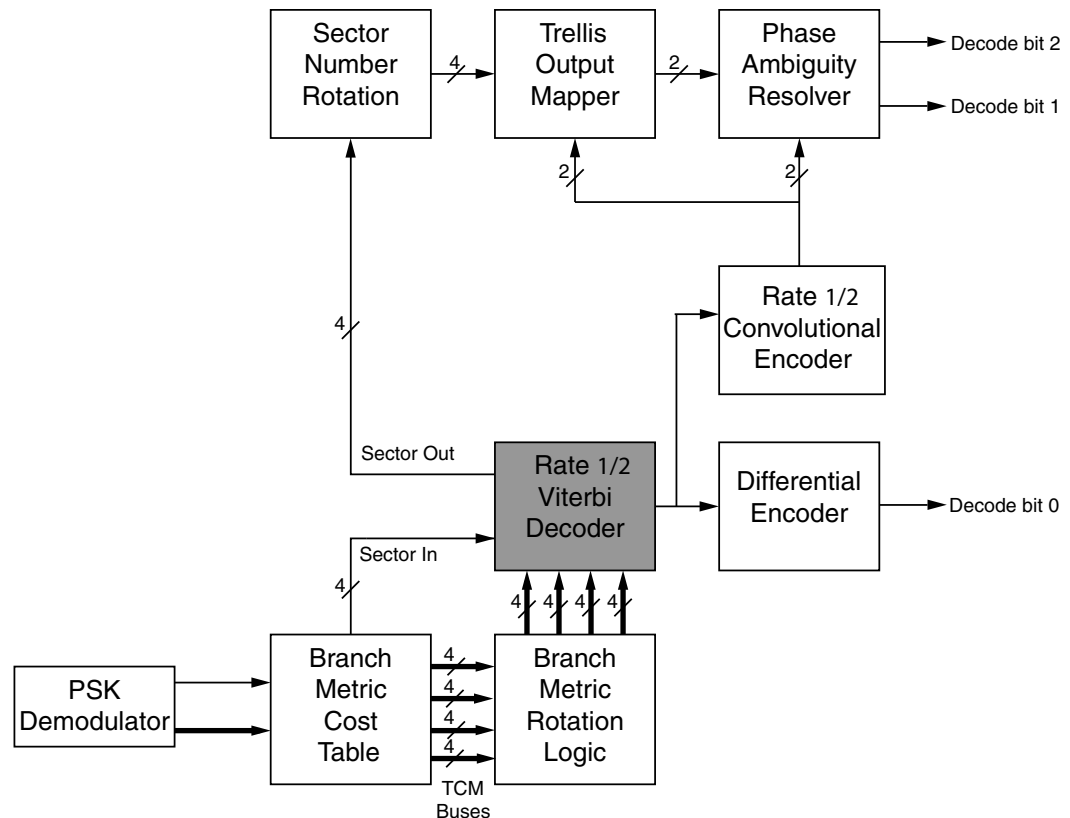 Sector
Number
Rotation
4
Trellis
Output
Mapper
2
Phase
Ambiguity
Resolver
Decode bit 2
Decode bit 1
2
2
4
Rate 1/2
Convolutional
Encoder
Sector Out
Rate 1/2
Viterbi
Decoder
Differential
Encoder
Decode bit 0
Sector In
4
4
4
4
4
PSK
Demodulator
Branch
Metric
Cost
Table
4
4
4
4
Branch
Metric
Rotation
Logic
TCM
Buses